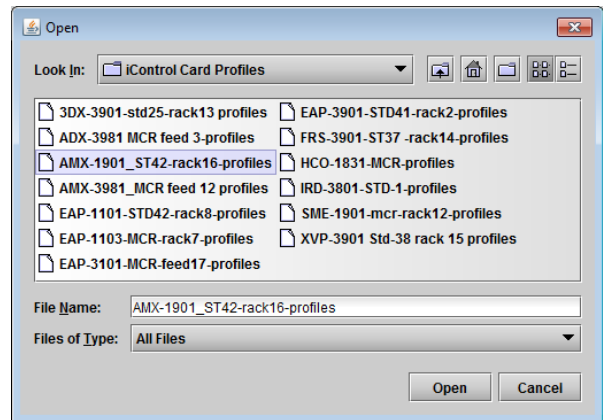 Open
Look In: iControl Card Profiles
3DX-3901-std25-rack13 profiles
ADX-3981 MCR feed 3-profiles
AMX-1901_ST42-rack16-profiles
AMX-3981_MCR feed 12 profiles
EAP-1101-STD42-rack8-profiles
EAP-1103-MCR-rack7-profiles
EAP-3101-MCR-feed17-profiles
EAP-3901-STD41-rack2-profiles
FRS-3901-ST37 -rack14-profiles
HCO-1831-MCR-profiles
IRD-3801-STD-1-profiles
SME-1901-mcr-rack12-profiles
XVP-3901 Std-38 rack 15 profiles
File Name: AMX-1901_ST42-rack16-profiles
Files of Type: All Files
Open Cancel